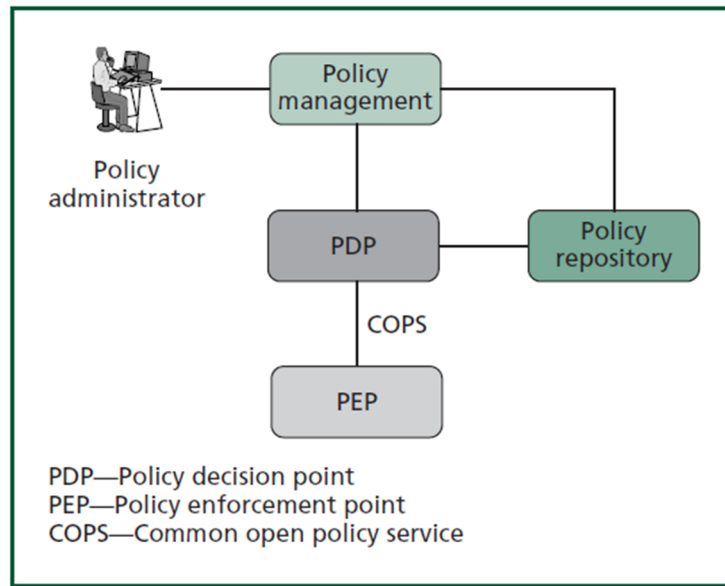 Policy
management
Policy
administrator
PDP
Policy
repository
COPS
PEP
PDP—Policy decision point
PEP—Policy enforcement point
COPS—Common open policy service